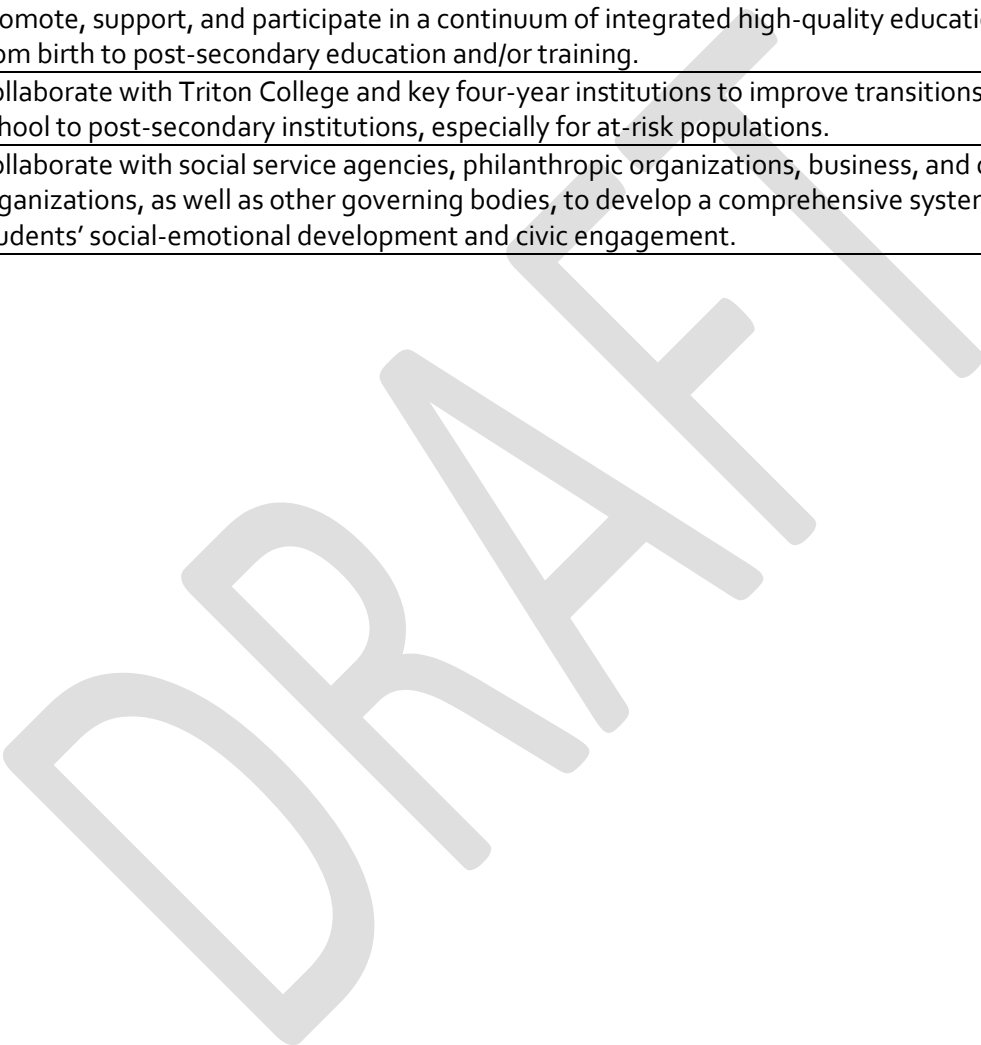 omote, support, and participate in a continuum of integrated high-quality educati
om birth to post-secondary education and/or training.
ollaborate with Triton College and key four-year institutions to improve transitions
hool to post-secondary institutions, especially for at-risk populations.
ollaborate with social service agencies, philanthropic organizations, business, and
ganizations, as well as other governing bodies, to develop a comprehensive system
udents' social-emotional development and civic engagement.
DRAFT